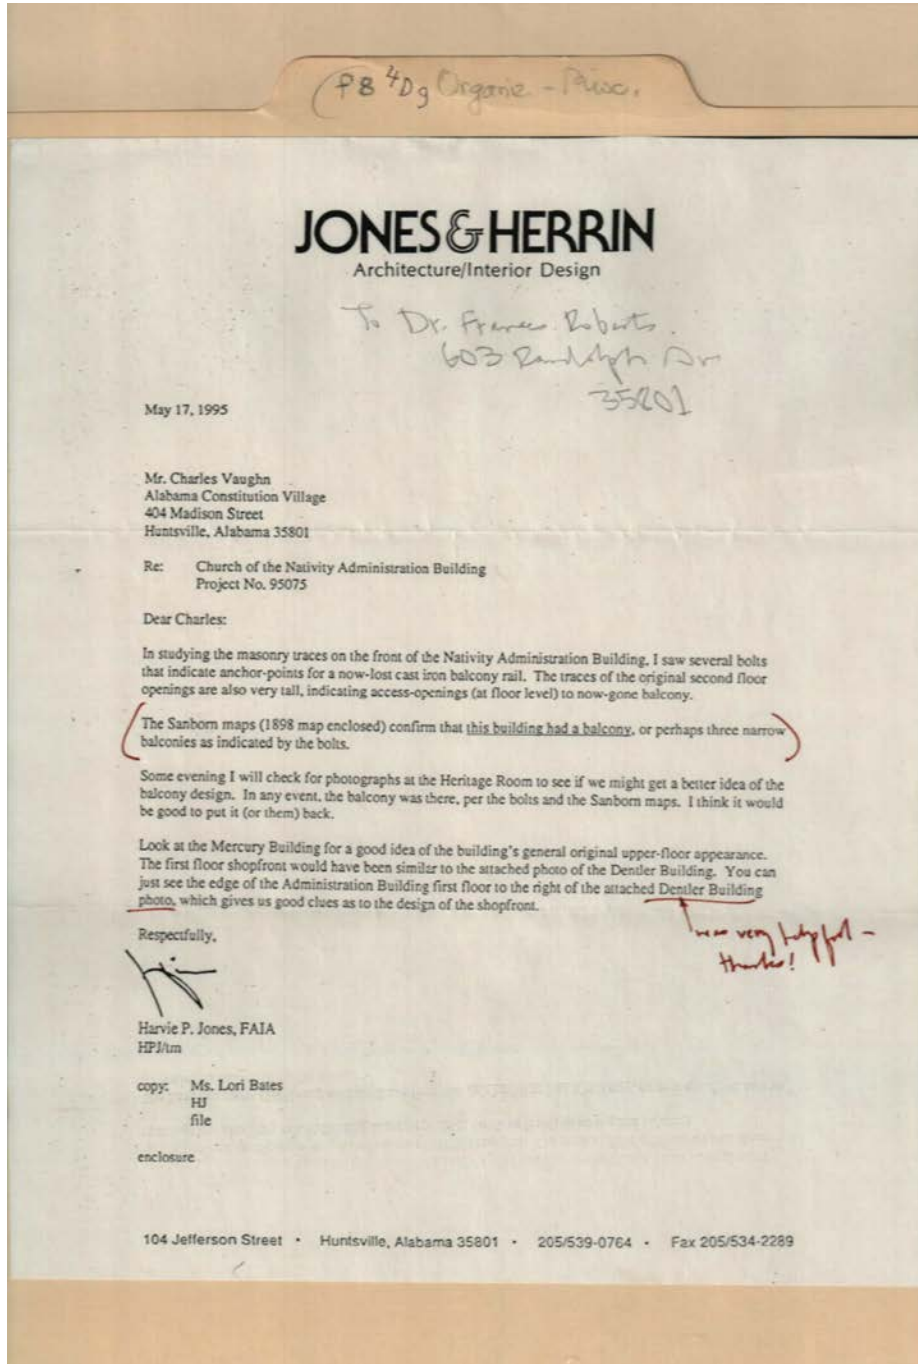 P8 4Dg Organic - Misc.
JONES & HERRIN
Architecture/Interior Design
To Dr. Frances Roberts.
603 Randolph Av
35801
May 17, 1995
Mr. Charles Vaughn
Alabama Constitution Village
404 Madison Street
Huntsville, Alabama 35801
Re: Church of the Nativity Administration Building
Project No. 95075
Dear Charles:
In studying the masonry traces on the front of the Nativity Administration Building, I saw several bolts
that indicate anchor-points for a now-lost cast iron balcony rail. The traces of the original second floor
openings are also very tall, indicating access-openings (at floor level) to now-gone balcony.
The Sanborn maps (1898 map enclosed) confirm that this building had a balcony, or perhaps three narrow
balconies as indicated by the bolts.
Some evening I will check for photographs at the Heritage Room to see if we might get a better idea of the
balcony design. In any event, the balcony was there, per the bolts and the Sanborn maps. I think it would
be good to put it (or them) back.
Look at the Mercury Building for a good idea of the building's general original upper-floor appearance.
The first floor shopfront would have been similar to the attached photo of the Dentler Building. You can
just see the edge of the Administration Building first floor to the right of the attached Dentler Building
photo, which gives us good clues as to the design of the shopfront.
was very helpful -
thanks!
Respectfully,
Harvie P. Jones, FAIA
HPJ/tm
copy: Ms. Lori Bates
HJ
file
enclosure
104 Jefferson Street • Huntsville, Alabama 35801 • 205/539-0764 • Fax 205/534-2289